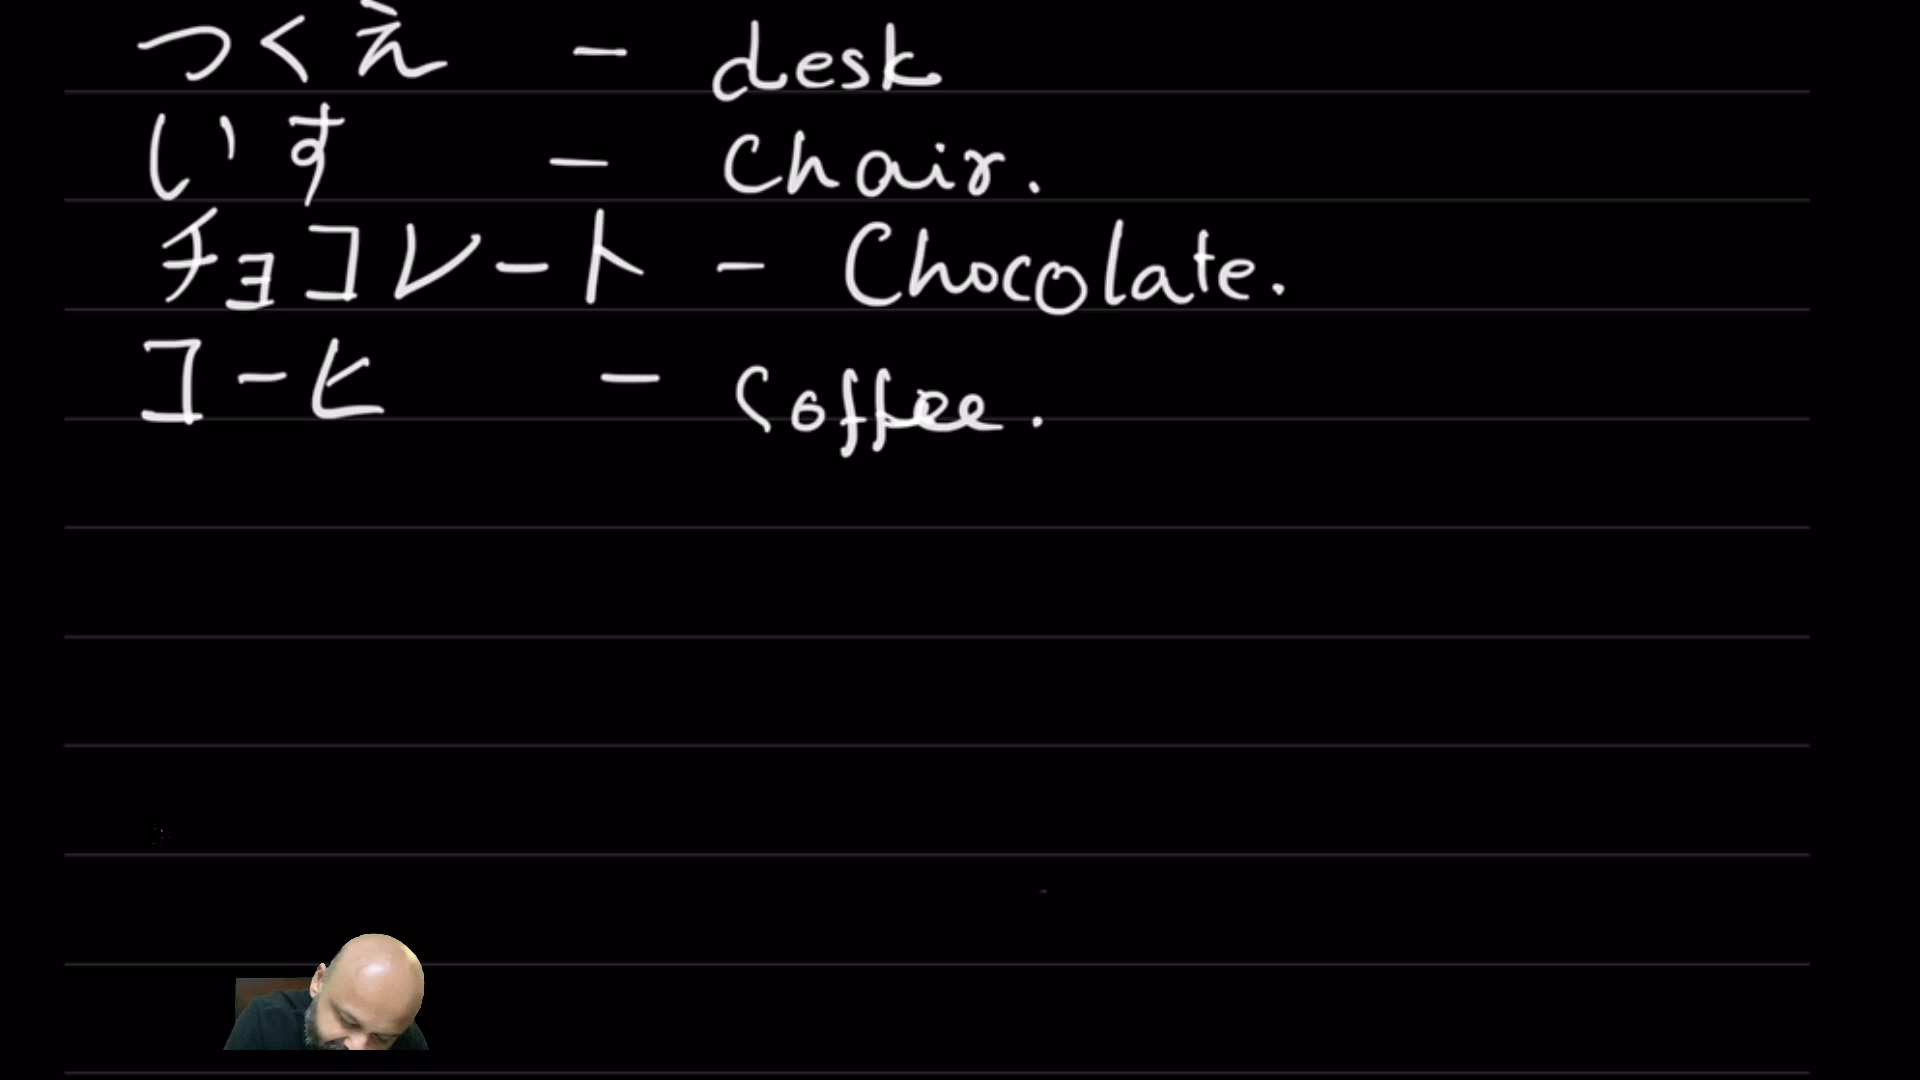 つくえ - desk
いす - Chair.
チョコレート - Chocolate.
コーヒ - Coffee.